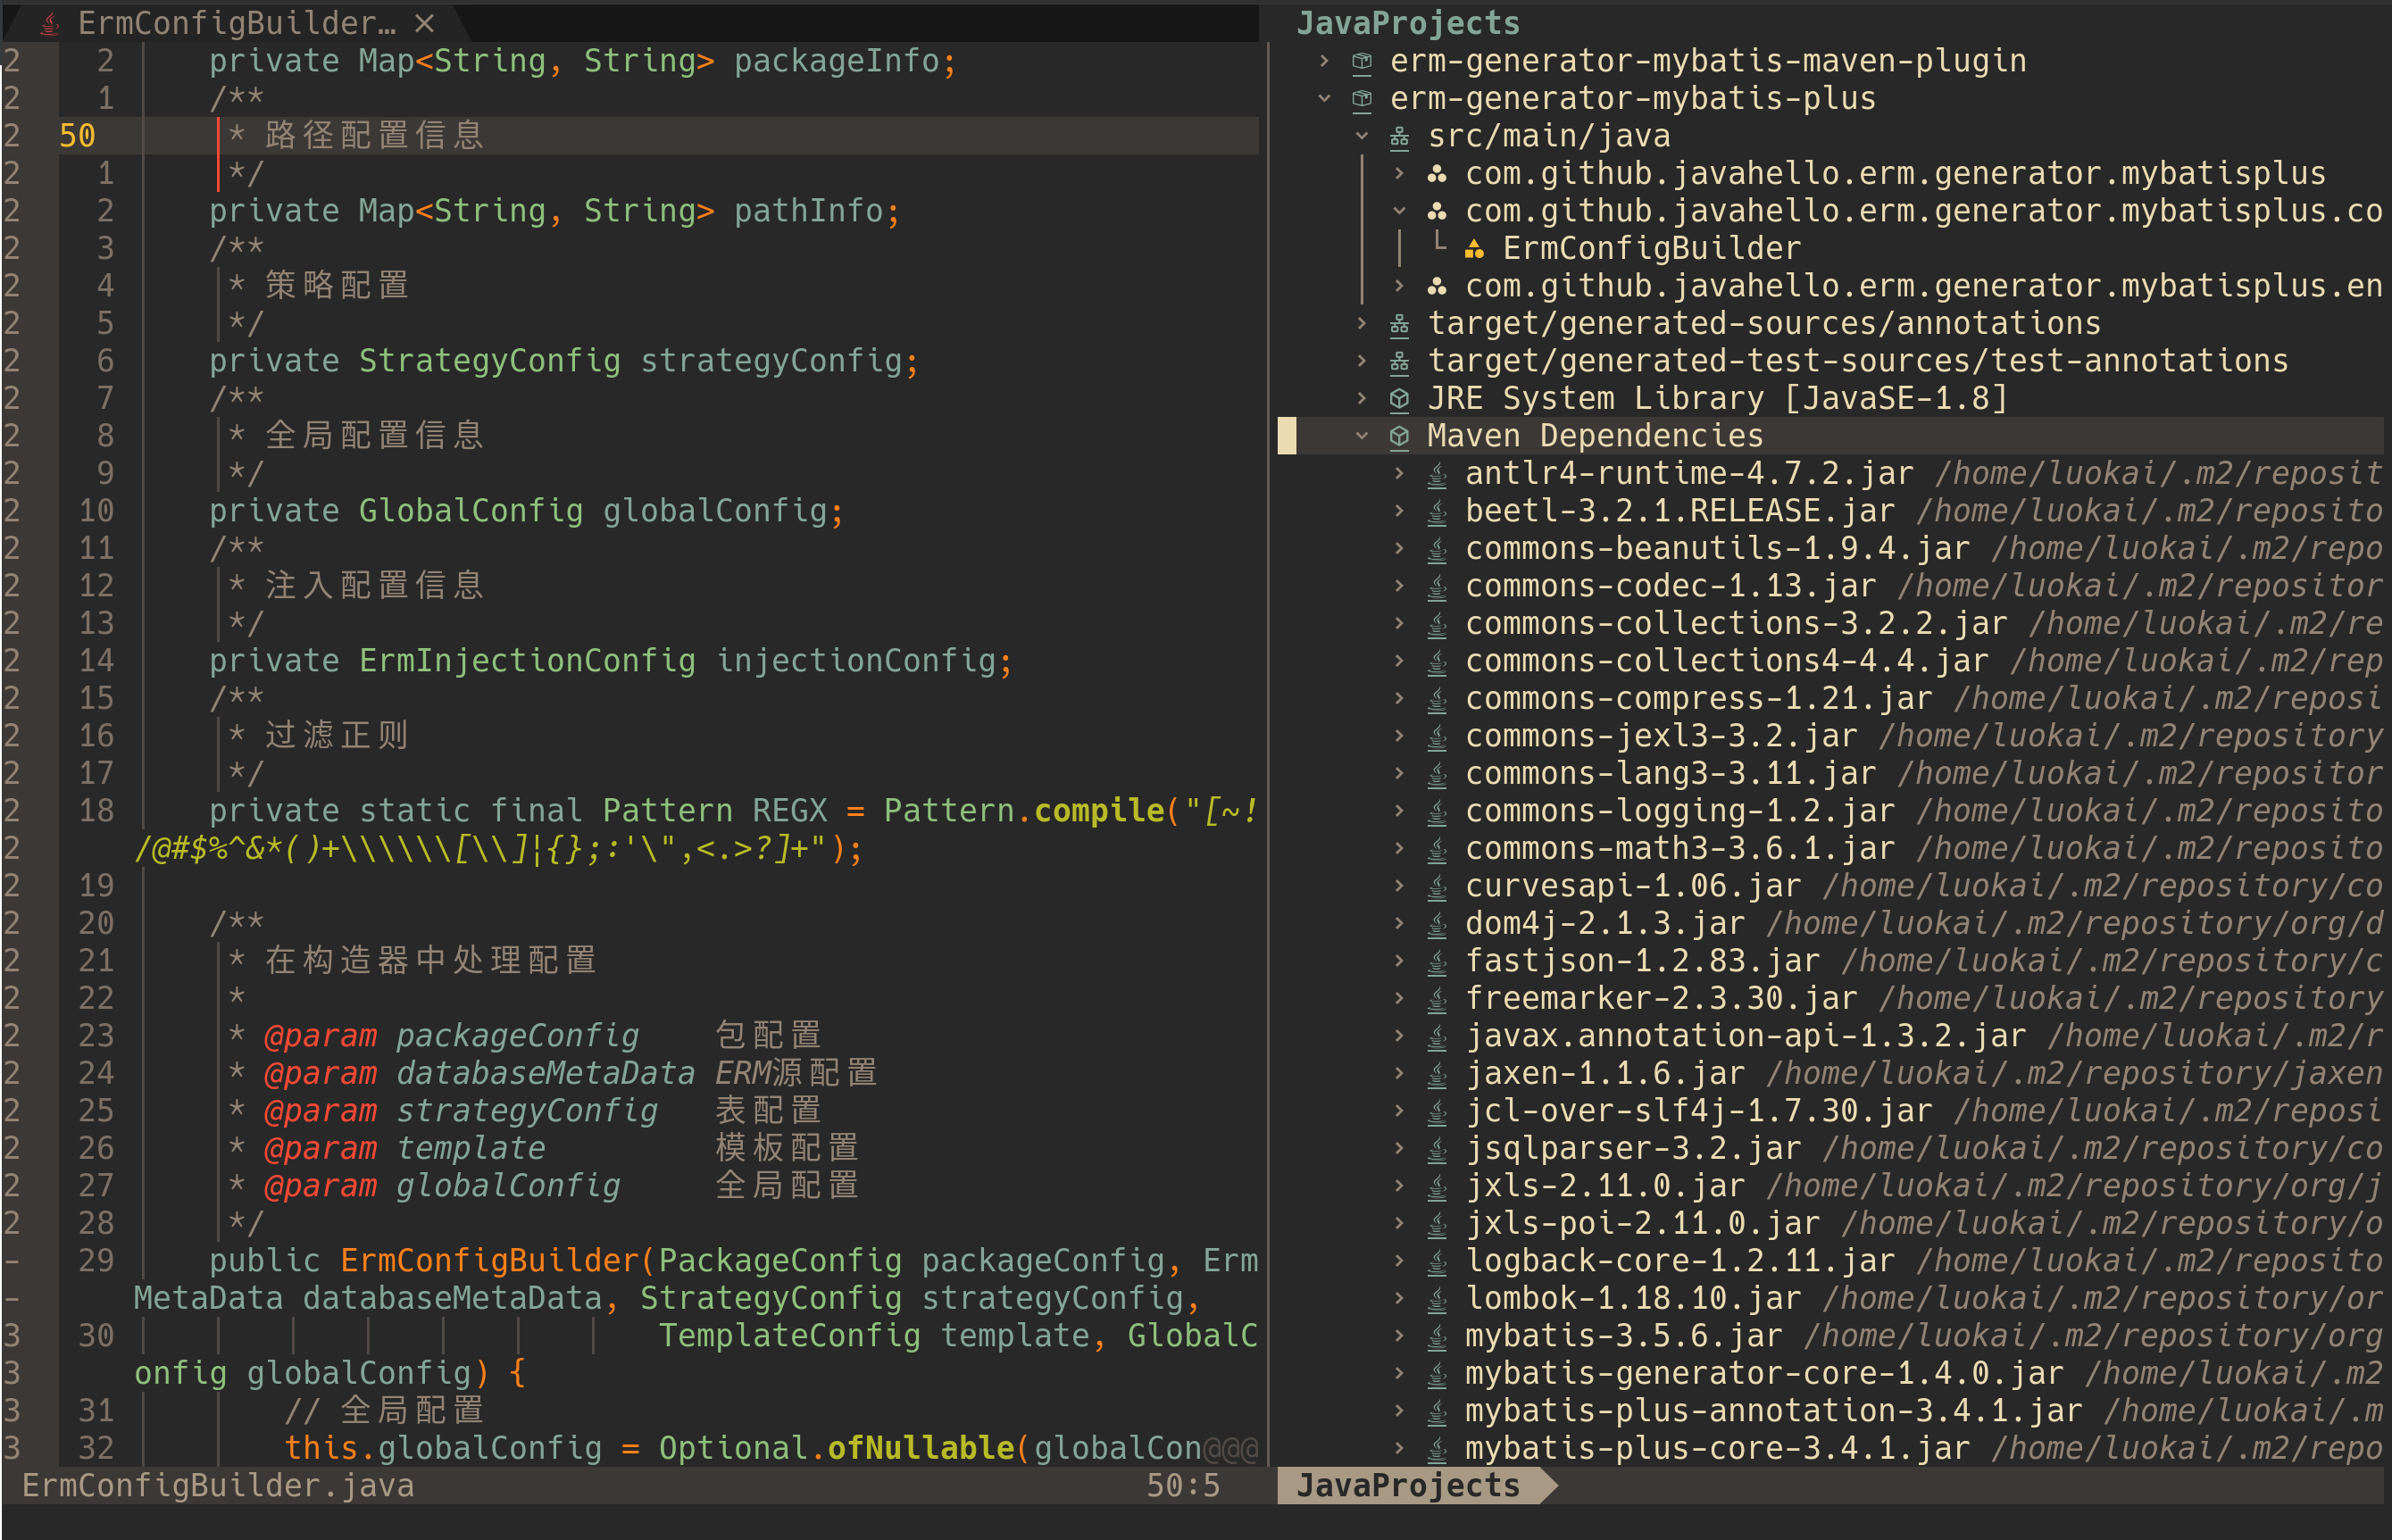 ErmConfigBuilder… ×
2 2 private Map<String, String> packageInfo;
2 1 /**
2 50 * 路径配置信息
2 1 */
2 2 private Map<String, String> pathInfo;
2 3 /**
2 4 * 策略配置
2 5 */
2 6 private StrategyConfig strategyConfig;
2 7 /**
2 8 * 全局配置信息
2 9 */
2 10 private GlobalConfig globalConfig;
2 11 /**
2 12 * 注入配置信息
2 13 */
2 14 private ErmInjectionConfig injectionConfig;
2 15 /**
2 16 * 过滤正则
2 17 */
2 18 private static final Pattern REGX = Pattern.compile("[~!
2 /@#$%^&*()+\\\\\\[\\]|{};:'\",<.>?]+");
2 19
2 20 /**
2 21 * 在构造器中处理配置
2 22 *
2 23 * @param packageConfig 包配置
2 24 * @param databaseMetaData ERM源配置
2 25 * @param strategyConfig 表配置
2 26 * @param template 模板配置
2 27 * @param globalConfig 全局配置
2 28 */
- 29 public ErmConfigBuilder(PackageConfig packageConfig, Erm
- MetaData databaseMetaData, StrategyConfig strategyConfig,
3 30 TemplateConfig template, GlobalC
3 onfig globalConfig) {
3 31 // 全局配置
3 32 this.globalConfig = Optional.ofNullable(globalCon@@@
ErmConfigBuilder.java 50:5
JavaProjects
erm-generator-mybatis-maven-plugin
erm-generator-mybatis-plus
src/main/java
com.github.javahello.erm.generator.mybatisplus
com.github.javahello.erm.generator.mybatisplus.co
ErmConfigBuilder
com.github.javahello.erm.generator.mybatisplus.en
target/generated-sources/annotations
target/generated-test-sources/test-annotations
JRE System Library [JavaSE-1.8]
Maven Dependencies
antlr4-runtime-4.7.2.jar /home/luokai/.m2/reposit
beetl-3.2.1.RELEASE.jar /home/luokai/.m2/reposito
commons-beanutils-1.9.4.jar /home/luokai/.m2/repo
commons-codec-1.13.jar /home/luokai/.m2/repositor
commons-collections-3.2.2.jar /home/luokai/.m2/re
commons-collections4-4.4.jar /home/luokai/.m2/rep
commons-compress-1.21.jar /home/luokai/.m2/reposi
commons-jexl3-3.2.jar /home/luokai/.m2/repository
commons-lang3-3.11.jar /home/luokai/.m2/repositor
commons-logging-1.2.jar /home/luokai/.m2/reposito
commons-math3-3.6.1.jar /home/luokai/.m2/reposito
curvesapi-1.06.jar /home/luokai/.m2/repository/co
dom4j-2.1.3.jar /home/luokai/.m2/repository/org/d
fastjson-1.2.83.jar /home/luokai/.m2/repository/c
freemarker-2.3.30.jar /home/luokai/.m2/repository
javax.annotation-api-1.3.2.jar /home/luokai/.m2/r
jaxen-1.1.6.jar /home/luokai/.m2/repository/jaxen
jcl-over-slf4j-1.7.30.jar /home/luokai/.m2/reposi
jsqlparser-3.2.jar /home/luokai/.m2/repository/co
jxls-2.11.0.jar /home/luokai/.m2/repository/org/j
jxls-poi-2.11.0.jar /home/luokai/.m2/repository/o
logback-core-1.2.11.jar /home/luokai/.m2/reposito
lombok-1.18.10.jar /home/luokai/.m2/repository/or
mybatis-3.5.6.jar /home/luokai/.m2/repository/org
mybatis-generator-core-1.4.0.jar /home/luokai/.m2
mybatis-plus-annotation-3.4.1.jar /home/luokai/.m
mybatis-plus-core-3.4.1.jar /home/luokai/.m2/repo
JavaProjects